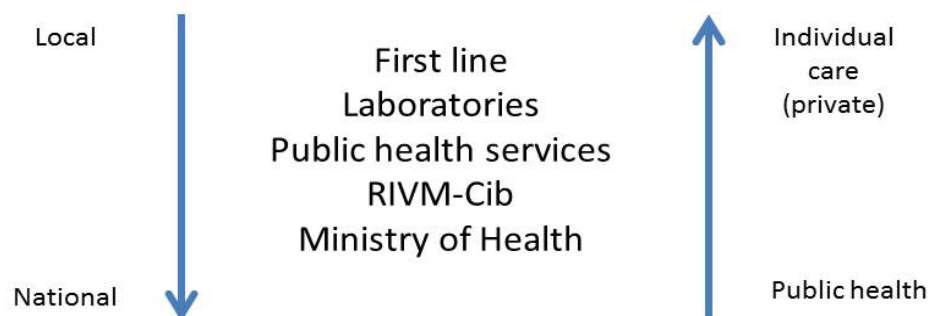 Local
National
First line
Laboratories
Public health services
RIVM-Cib
Ministry of Health
Individual
care
(private)
Public health